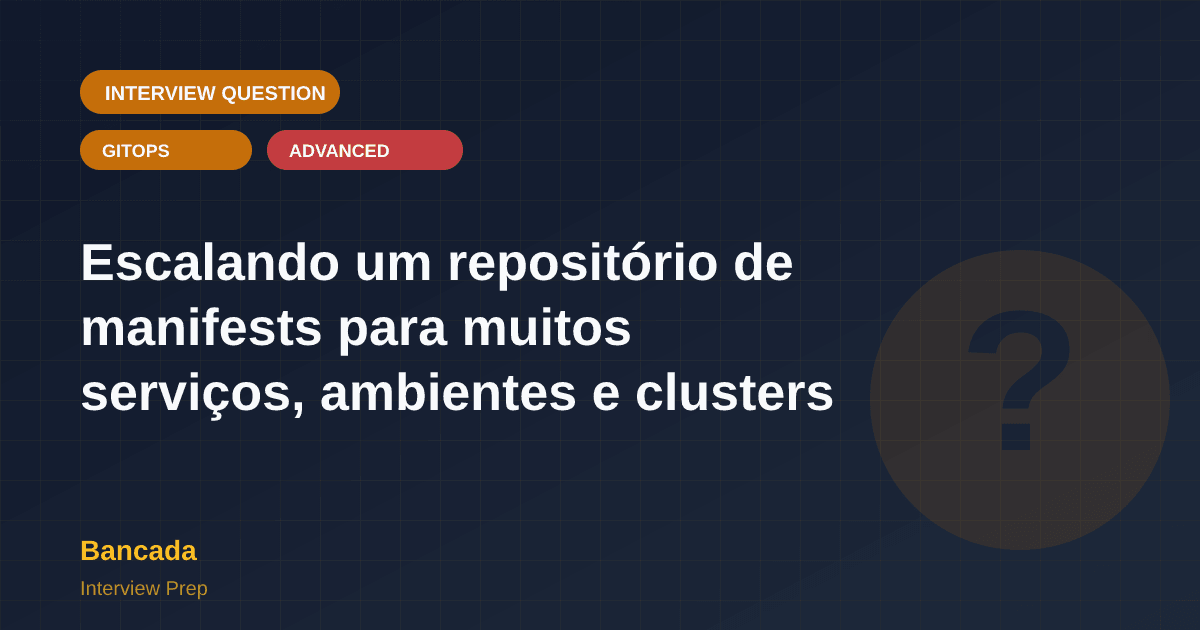 INTERVIEW QUESTION
GITOPS
ADVANCED
Escalando um repositório de
manifests para muitos
serviços, ambientes e clusters
?
Bancada
Interview Prep